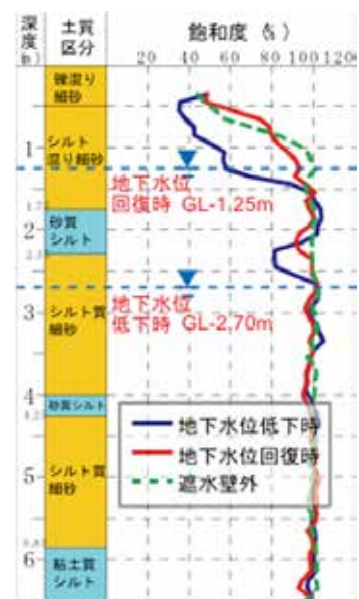 深度
土質
区分
飽和度 (%)
20 40 60 80 100 120
礫混り
細砂
シルト
混り細砂
1
地下水位
回復時 GL-1.25m
砂質
シルト
2
地下水位
低下時 GL-2.70m
シルト質
細砂
3
4
砂質シルト
地下水位低下時
地下水位回復時
遮水壁外
シルト質
細砂
5
粘土質
シルト
6